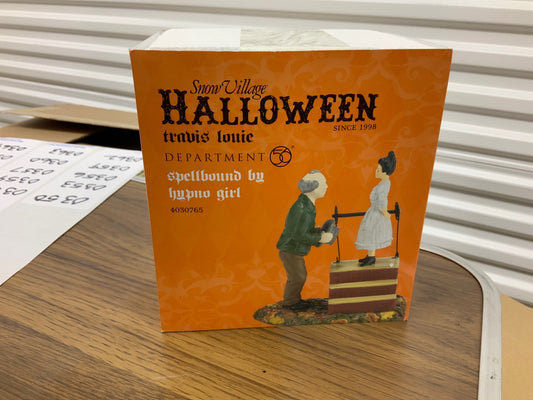 Snow Village
HALLOWEEN
SINCE 1998
travis louie
DEPARTMENT 56
spellbound by
hypno girl
4030765